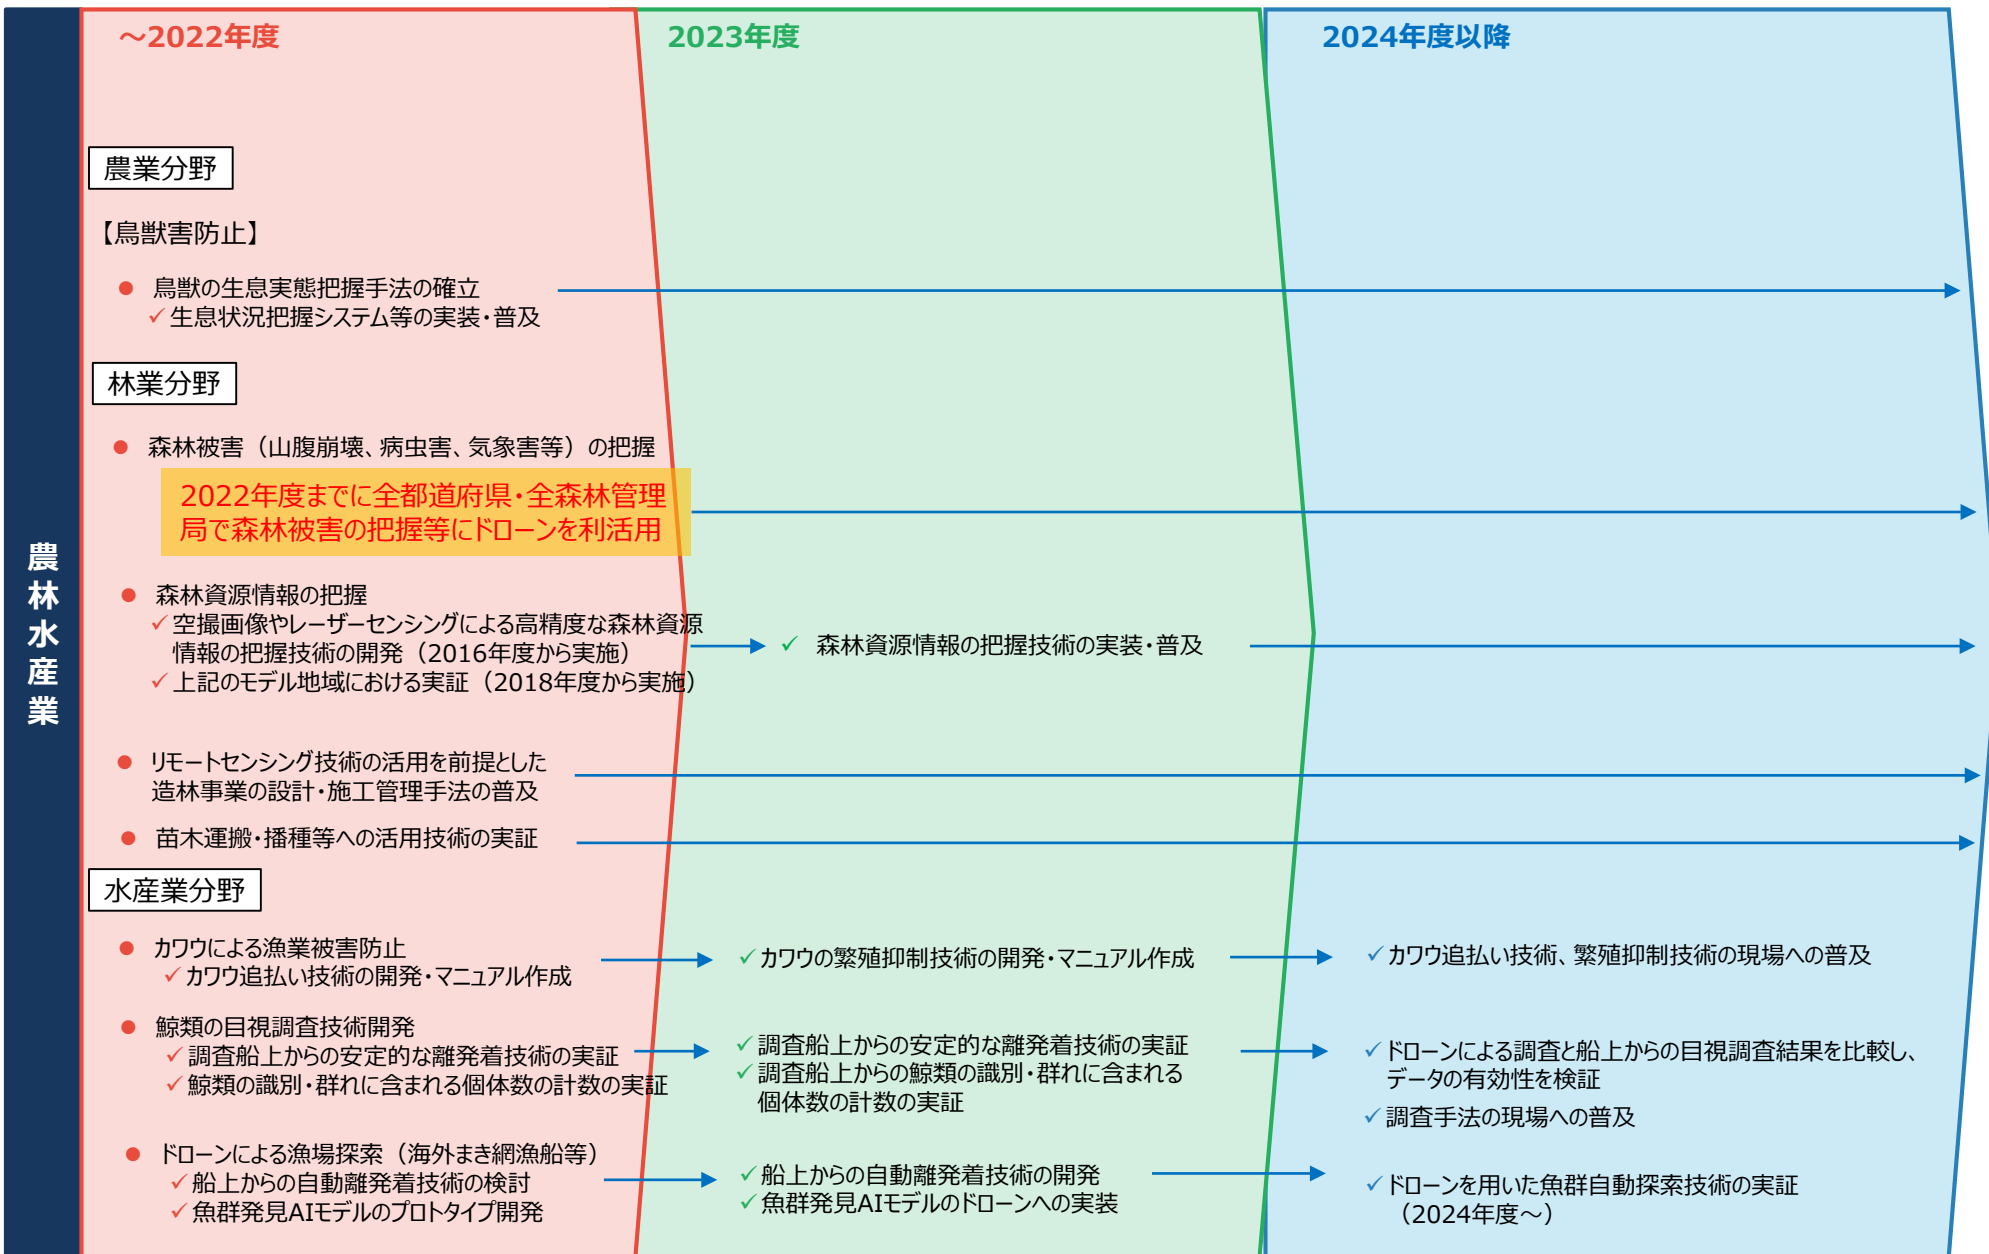 農林水産業
～2022年度
2023年度
2024年度以降
農業分野
【鳥獣害防止】
● 鳥獣の生息実態把握手法の確立
✓生息状況把握システム等の実装・普及
林業分野
● 森林被害（山腹崩壊、病虫害、気象害等）の把握
2022年度までに全都道府県・全森林管理
局で森林被害の把握等にドローンを利活用
● 森林資源情報の把握
✓空撮画像やレーザーセンシングによる高精度な森林資源
情報の把握技術の開発（2016年度から実施）
✓上記のモデル地域における実証（2018年度から実施）
✓ 森林資源情報の把握技術の実装・普及
● リモートセンシング技術の活用を前提とした
造林事業の設計・施工管理手法の普及
● 苗木運搬・播種等への活用技術の実証
水産業分野
● カワウによる漁業被害防止
✓カワウ追払い技術の開発・マニュアル作成
✓カワウの繁殖抑制技術の開発・マニュアル作成
✓カワウ追払い技術、繁殖抑制技術の現場への普及
● 鯨類の目視調査技術開発
✓調査船上からの安定的な離発着技術の実証
✓鯨類の識別・群れに含まれる個体数の計数の実証
✓調査船上からの安定的な離発着技術の実証
✓調査船上からの鯨類の識別・群れに含まれる
個体数の計数の実証
✓ドローンによる調査と船上からの目視調査結果を比較し、
データの有効性を検証
✓調査手法の現場への普及
● ドローンによる漁場探索（海外まき網漁船等）
✓船上からの自動離発着技術の検討
✓魚群発見AIモデルのプロトタイプ開発
✓船上からの自動離発着技術の開発
✓魚群発見AIモデルのドローンへの実装
✓ドローンを用いた魚群自動探索技術の実証
（2024年度～）